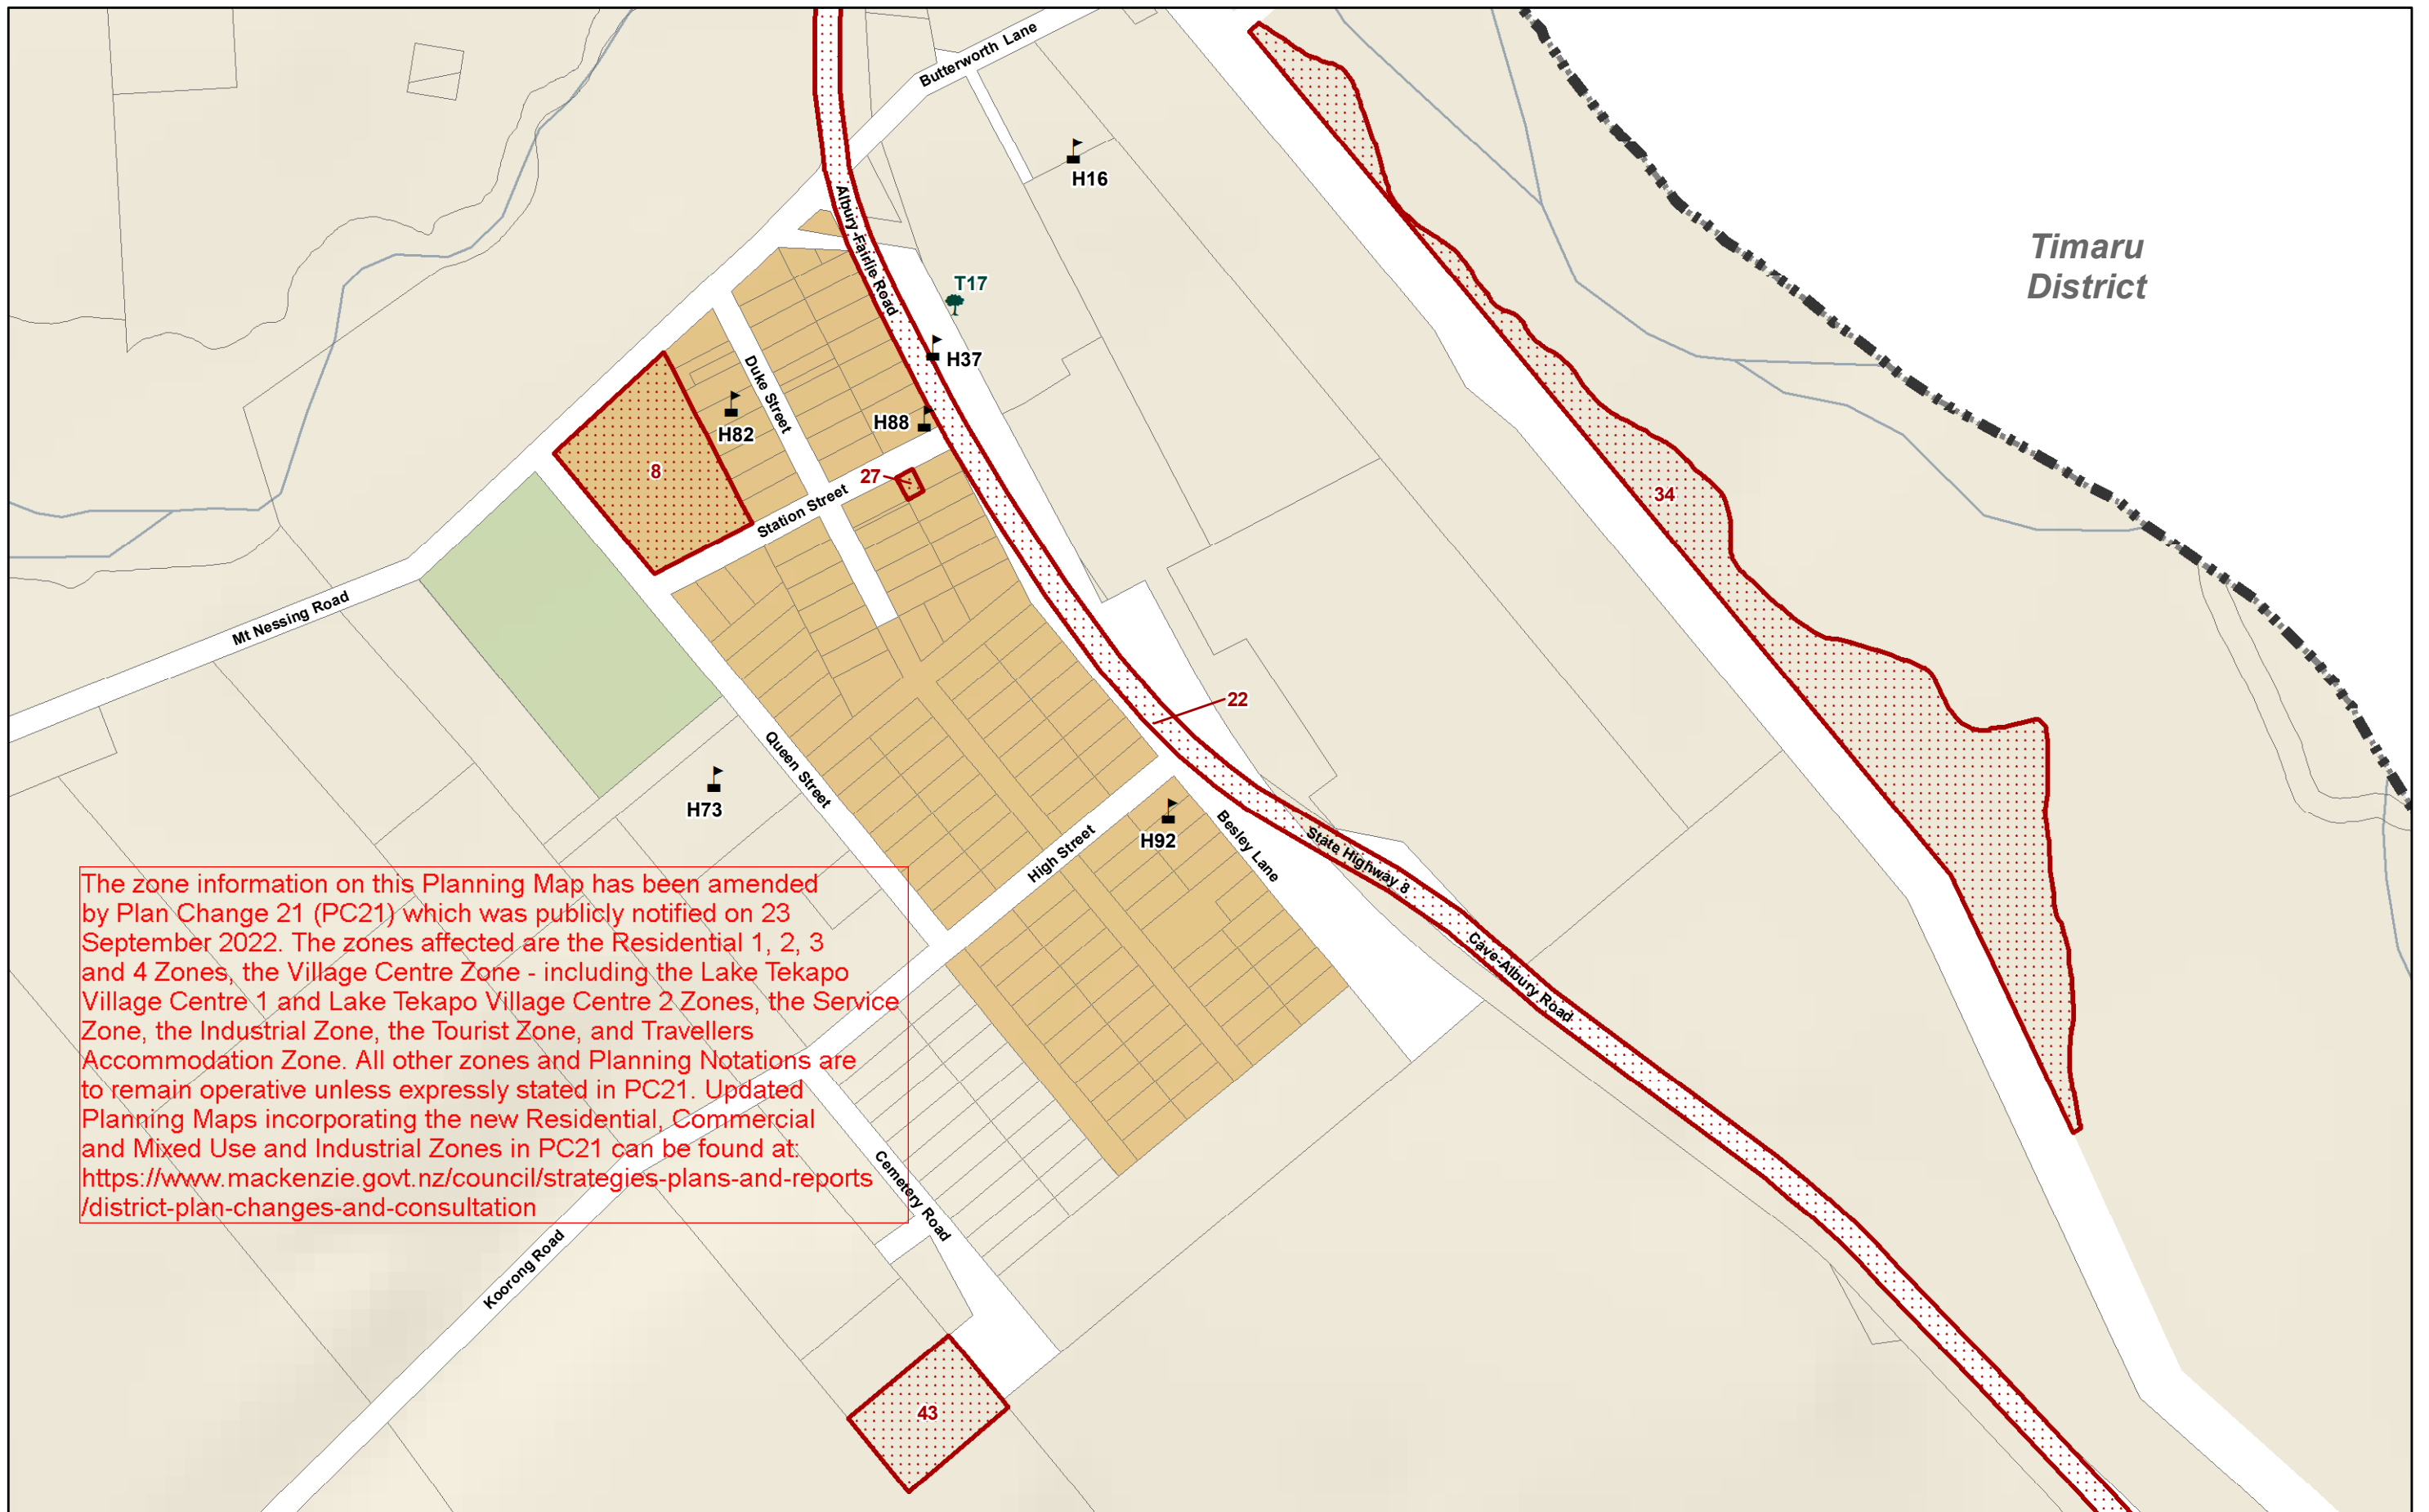 Butterworth Lane
H16
Albury-Fairlie Road
Timaru
District
T17
H37
Duke Street
H88
H82
8
27
Station Street
34
Mt Nessing Road
22
Queen Street
H73
H92
High Street
Besley Lane
State Highway 8
The zone information on this Planning Map has been amended
by Plan Change 21 (PC21) which was publicly notified on 23
September 2022. The zones affected are the Residential 1, 2, 3
and 4 Zones, the Village Centre Zone - including the Lake Tekapo
Village Centre 1 and Lake Tekapo Village Centre 2 Zones, the Service
Zone, the Industrial Zone, the Tourist Zone, and Travellers
Accommodation Zone. All other zones and Planning Notations are
to remain operative unless expressly stated in PC21. Updated
Planning Maps incorporating the new Residential, Commercial
and Mixed Use and Industrial Zones in PC21 can be found at:
https://www.mackenzie.govt.nz/council/strategies-plans-and-reports
/district-plan-changes-and-consultation
Cave-Albury Road
Cemetery Road
Koorong Road
43